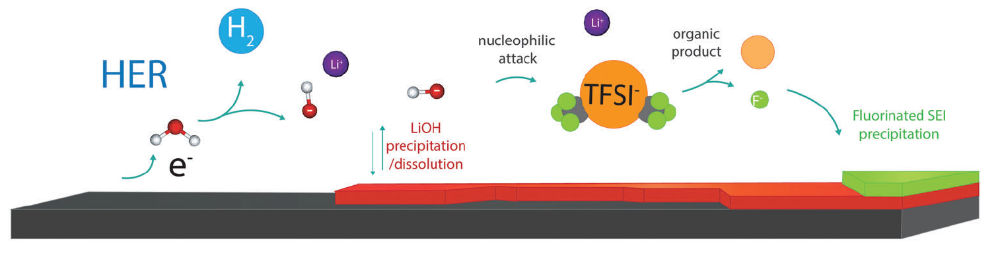 HER
e⁻
H₂
Li⁺
-
LiOH
precipitation
/dissolution
-
nucleophilic
attack
Li⁺
TFSI⁻
organic
product
F⁻
Fluorinated SEI
precipitation